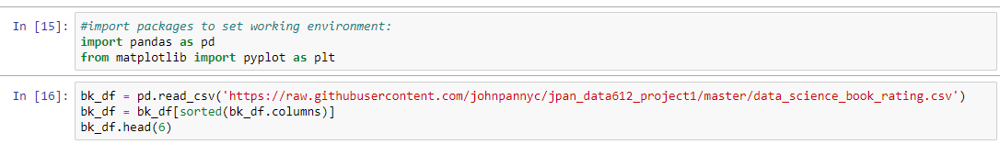 In [15]: #import packages to set working environment:
import pandas as pd
from matplotlib import pyplot as plt
In [16]: bk_df = pd.read_csv('https://raw.githubusercontent.com/johnpannyc/jpan_data612_project1/master/data_science_book_rating.csv')
bk_df = bk_df[sorted(bk_df.columns)]
bk_df.head(6)